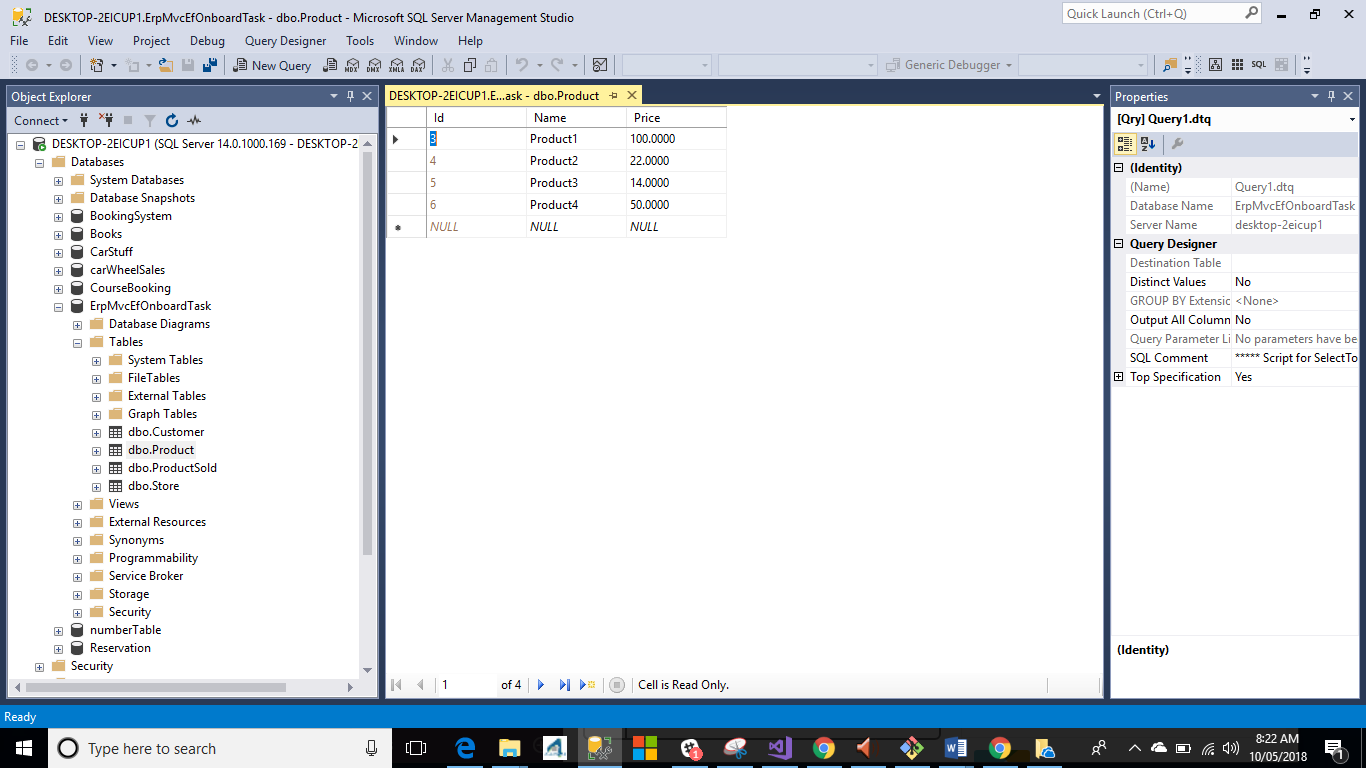 DESKTOP-2EICUP1.ErpMvcEfOnboardTask - dbo.Product - Microsoft SQL Server Management Studio
Quick Launch (Ctrl+Q)
File Edit View Project Debug Query Designer Tools Window Help
New Query MDX DMX XMLA DAX Generic Debugger SQL
Object Explorer
Connect
DESKTOP-2EICUP1 (SQL Server 14.0.1000.169 - DESKTOP-2
Databases
System Databases
Database Snapshots
BookingSystem
Books
CarStuff
carWheelSales
CourseBooking
ErpMvcEfOnboardTask
Database Diagrams
Tables
System Tables
FileTables
External Tables
Graph Tables
dbo.Customer
dbo.Product
dbo.ProductSold
dbo.Store
Views
External Resources
Synonyms
Programmability
Service Broker
Storage
Security
numberTable
Reservation
Security
DESKTOP-2EICUP1.E...ask - dbo.Product
Id Name Price
3 Product1 100.0000
4 Product2 22.0000
5 Product3 14.0000
6 Product4 50.0000
NULL NULL NULL
1 of 4 Cell is Read Only.
Properties
[Qry] Query1.dtq
(Identity)
(Name) Query1.dtq
Database Name ErpMvcEfOnboardTask
Server Name desktop-2eicup1
Query Designer
Destination Table
Distinct Values No
GROUP BY Extensic <None>
Output All Column No
Query Parameter Li No parameters have be
SQL Comment ***** Script for SelectTo
Top Specification Yes
(Identity)
Ready
Type here to search
1
8:22 AM
10/05/2018
1